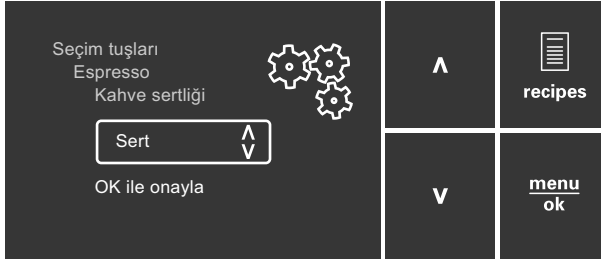 Seçim tuşları
Espresso
Kahve sertliği
Sert
OK ile onayla
recipes
menu
ok